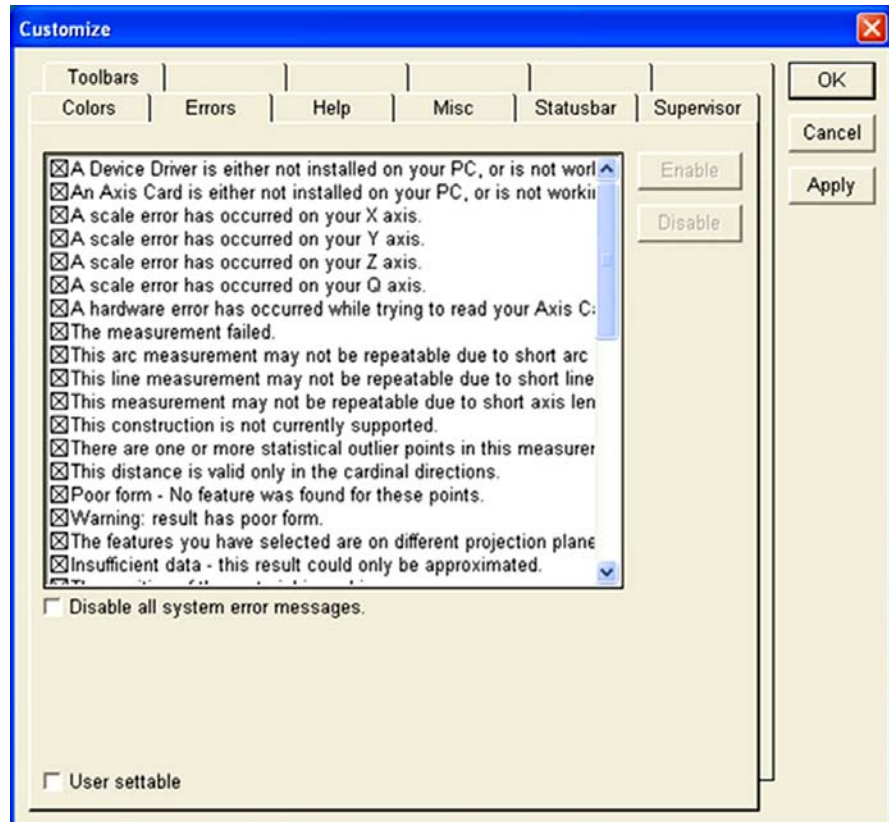 Customize
Toolbars
Colors
Errors
Help
Misc
Statusbar
Supervisor
OK
Cancel
Apply
Enable
Disable
A Device Driver is either not installed on your PC, or is not worl
An Axis Card is either not installed on your PC, or is not workin
A scale error has occurred on your X axis.
A scale error has occurred on your Y axis.
A scale error has occurred on your Z axis.
A scale error has occurred on your Q axis.
A hardware error has occurred while trying to read your Axis C
The measurement failed.
This arc measurement may not be repeatable due to short arc
This line measurement may not be repeatable due to short line
This measurement may not be repeatable due to short axis len
This construction is not currently supported.
There are one or more statistical outlier points in this measurer
This distance is valid only in the cardinal directions.
Poor form - No feature was found for these points.
Warning: result has poor form.
The features you have selected are on different projection plane
Insufficient data - this result could only be approximated.
Disable all system error messages.
User settable